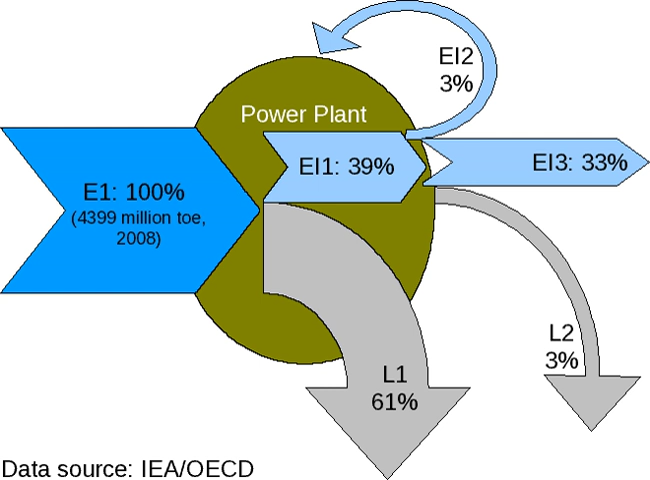 EI2
3%
Power Plant
EI1: 39%
EI3: 33%
E1: 100%
(4399 million toe,
2008)
L2
3%
L1
61%
Data source: IEA/OECD